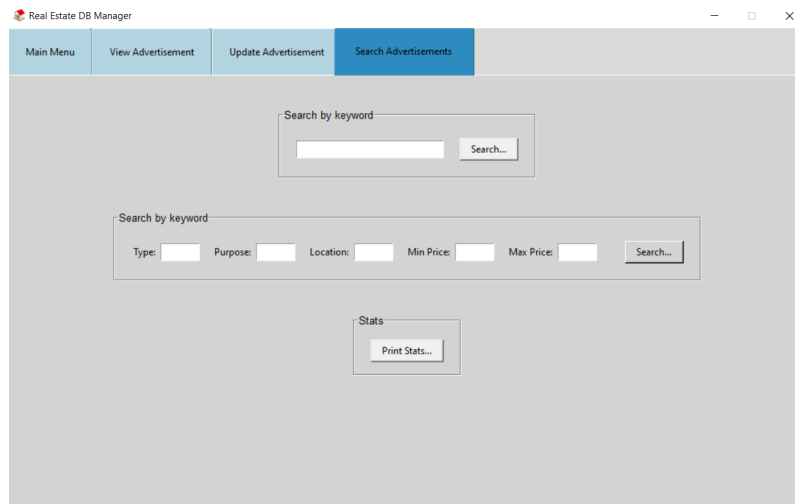 Real Estate DB Manager
Main Menu View Advertisement Update Advertisement Search Advertisements
Search by keyword
Search...
Search by keyword
Type: Purpose: Location: Min Price: Max Price: Search...
Stats
Print Stats...